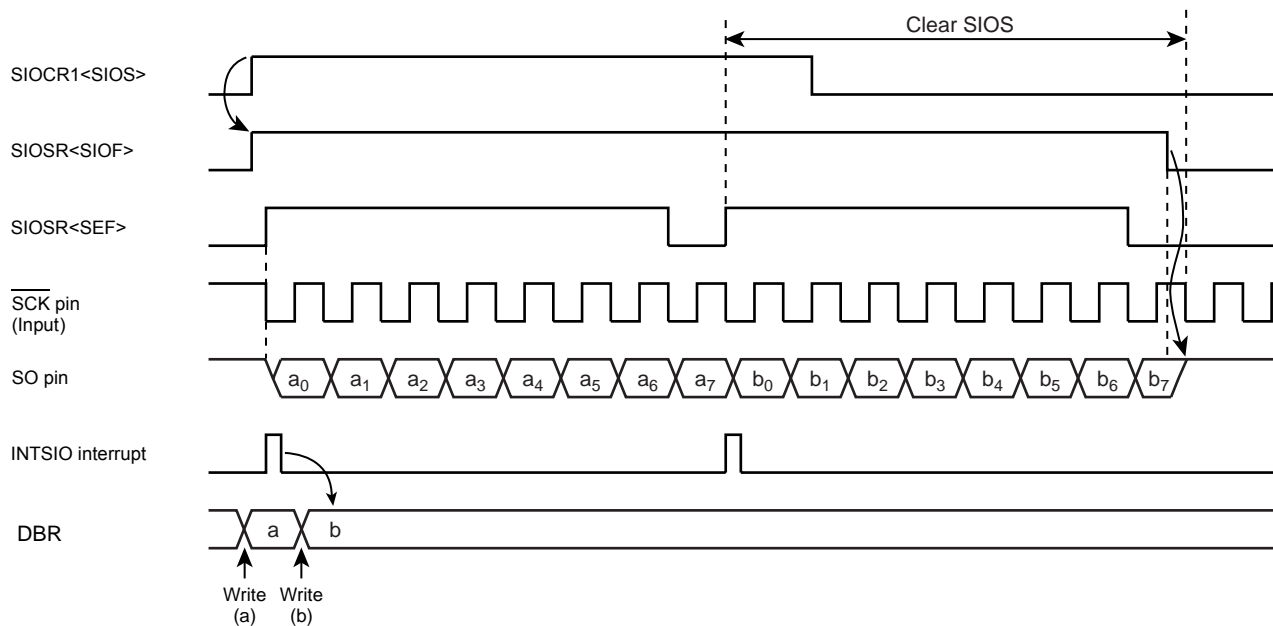 Clear SIOS
SIOCR1<SIOS>
SIOSR<SIOF>
SIOSR<SEF>
SCK pin
(Input)
SO pin
a0 a1 a2 a3 a4 a5 a6 a7 b0 b1 b2 b3 b4 b5 b6 b7
INTSIO interrupt
DBR
a b
Write Write
(a) (b)